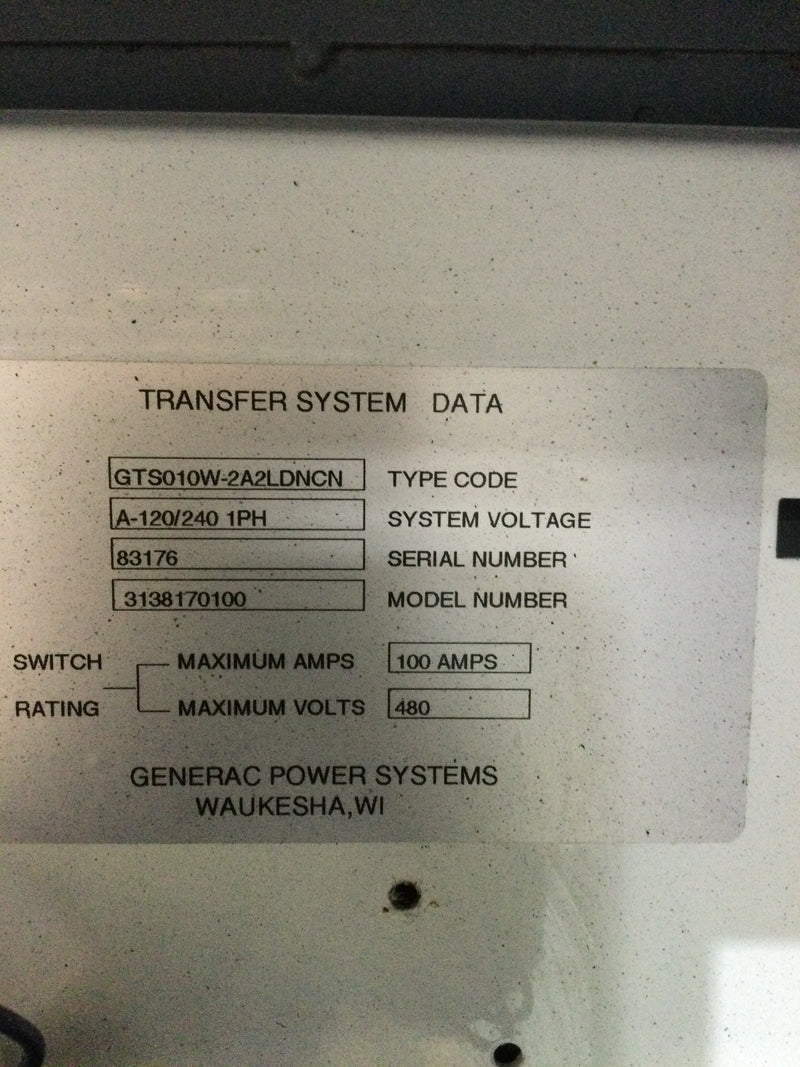 TRANSFER SYSTEM DATA
GTS010W-2A2LDNCN TYPE CODE
A-120/240 1PH SYSTEM VOLTAGE
83176 SERIAL NUMBER
3138170100 MODEL NUMBER
SWITCH MAXIMUM AMPS 100 AMPS
RATING MAXIMUM VOLTS 480
GENERAC POWER SYSTEMS
WAUKESHA,WI